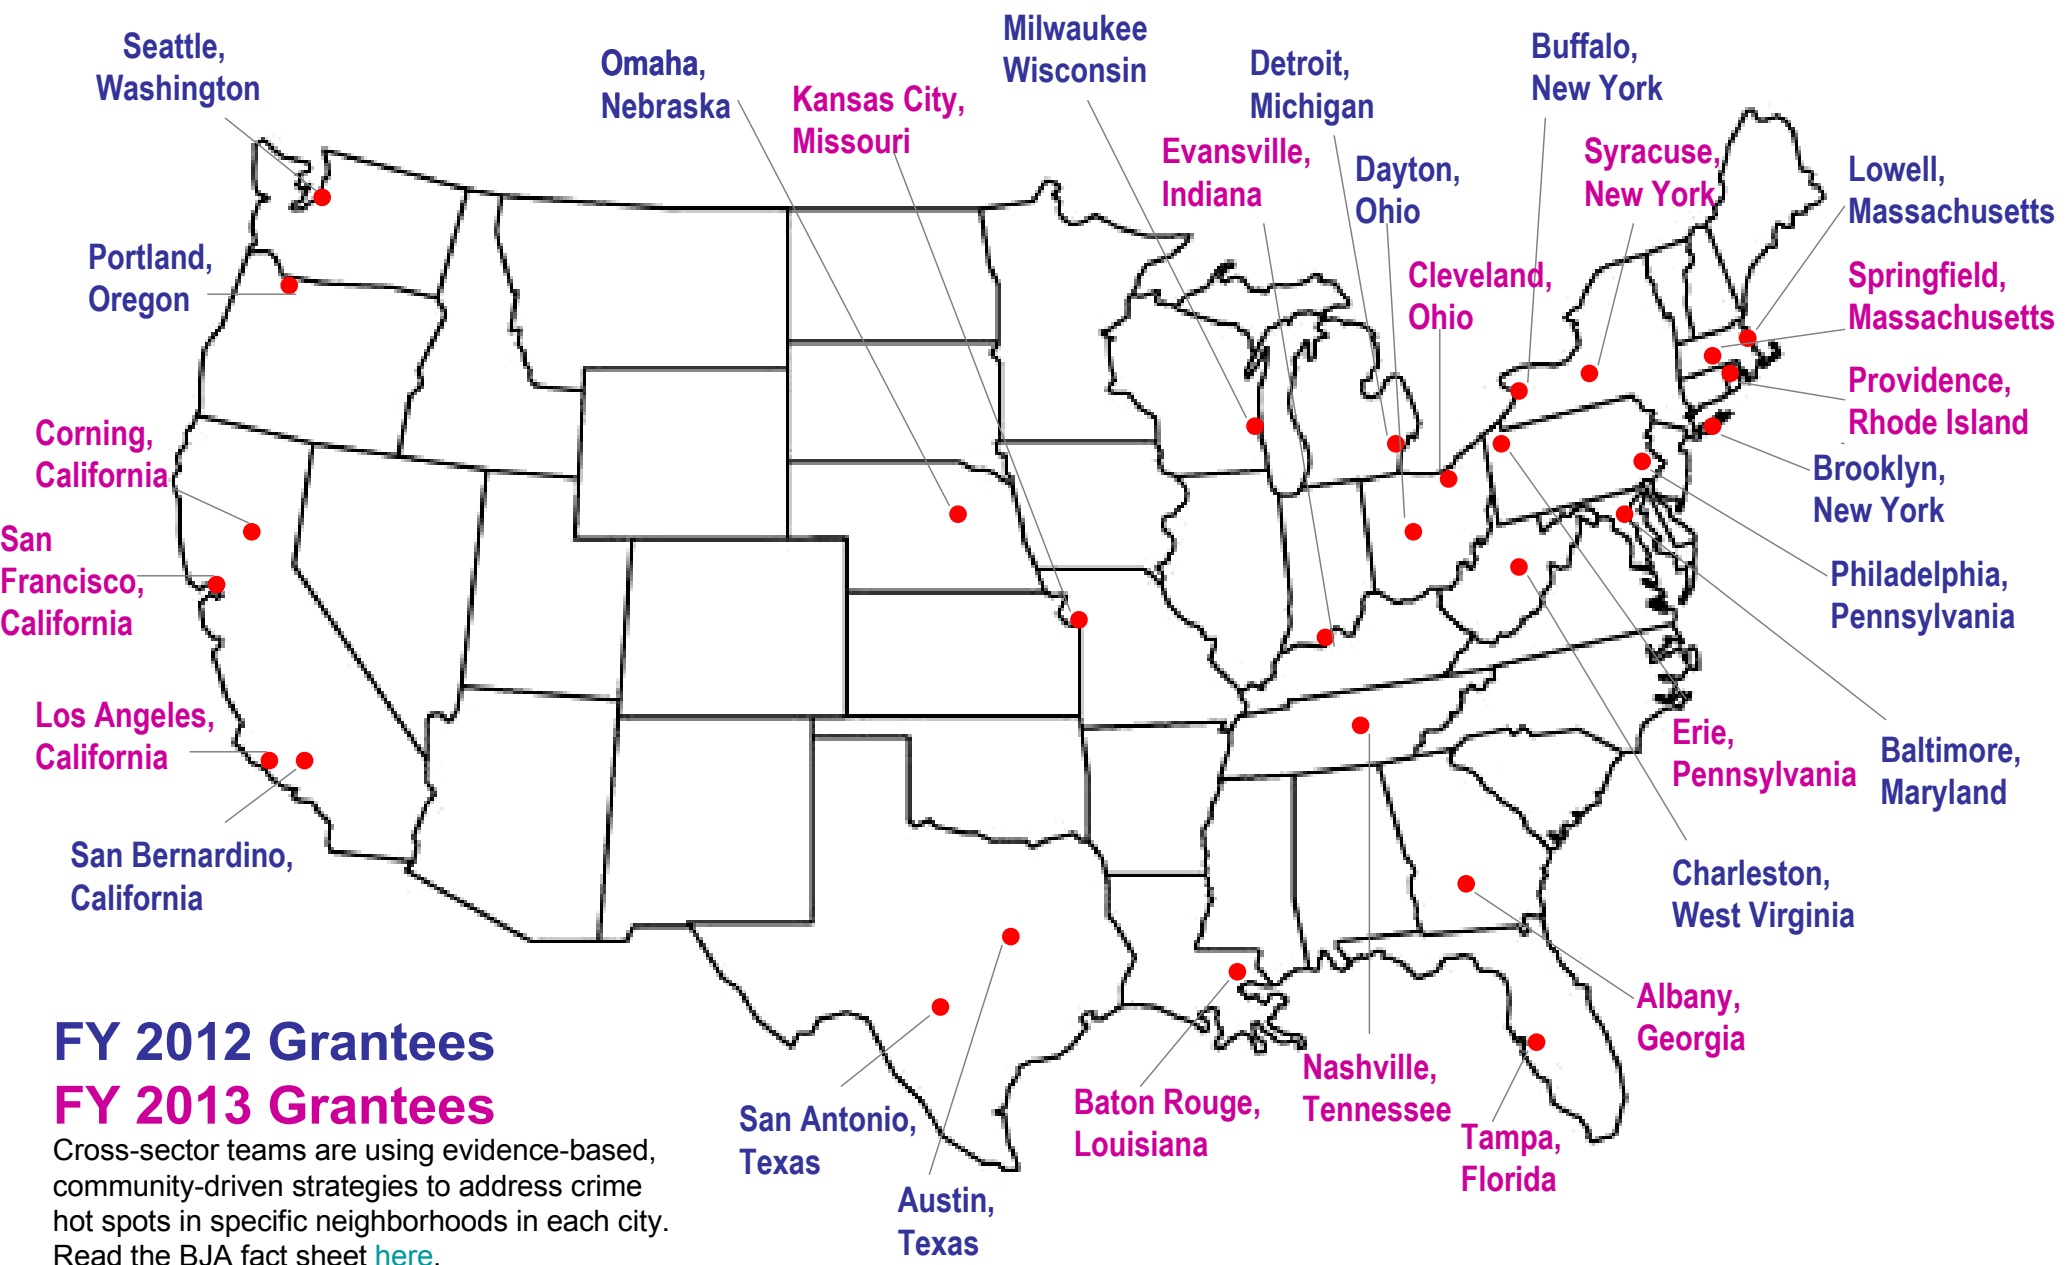 Milwaukee
Wisconsin
Seattle,
Washington
Omaha,
Nebraska
Kansas City,
Missouri
Detroit,
Michigan
Buffalo,
New York
Evansville,
Indiana
Dayton,
Ohio
Syracuse,
New York
Lowell,
Massachusetts
Portland,
Oregon
Cleveland,
Ohio
Springfield,
Massachusetts
Providence,
Rhode Island
Corning,
California
Brooklyn,
New York
San
Francisco,
California
Philadelphia,
Pennsylvania
Los Angeles,
California
Erie,
Pennsylvania
Baltimore,
Maryland
San Bernardino,
California
Charleston,
West Virginia
Albany,
Georgia
Nashville,
Tennessee
Baton Rouge,
Louisiana
San Antonio,
Texas
Tampa,
Florida
Austin,
Texas
FY 2012 Grantees
FY 2013 Grantees
Cross-sector teams are using evidence-based,
community-driven strategies to address crime
hot spots in specific neighborhoods in each city.
Read the BJA fact sheet here.